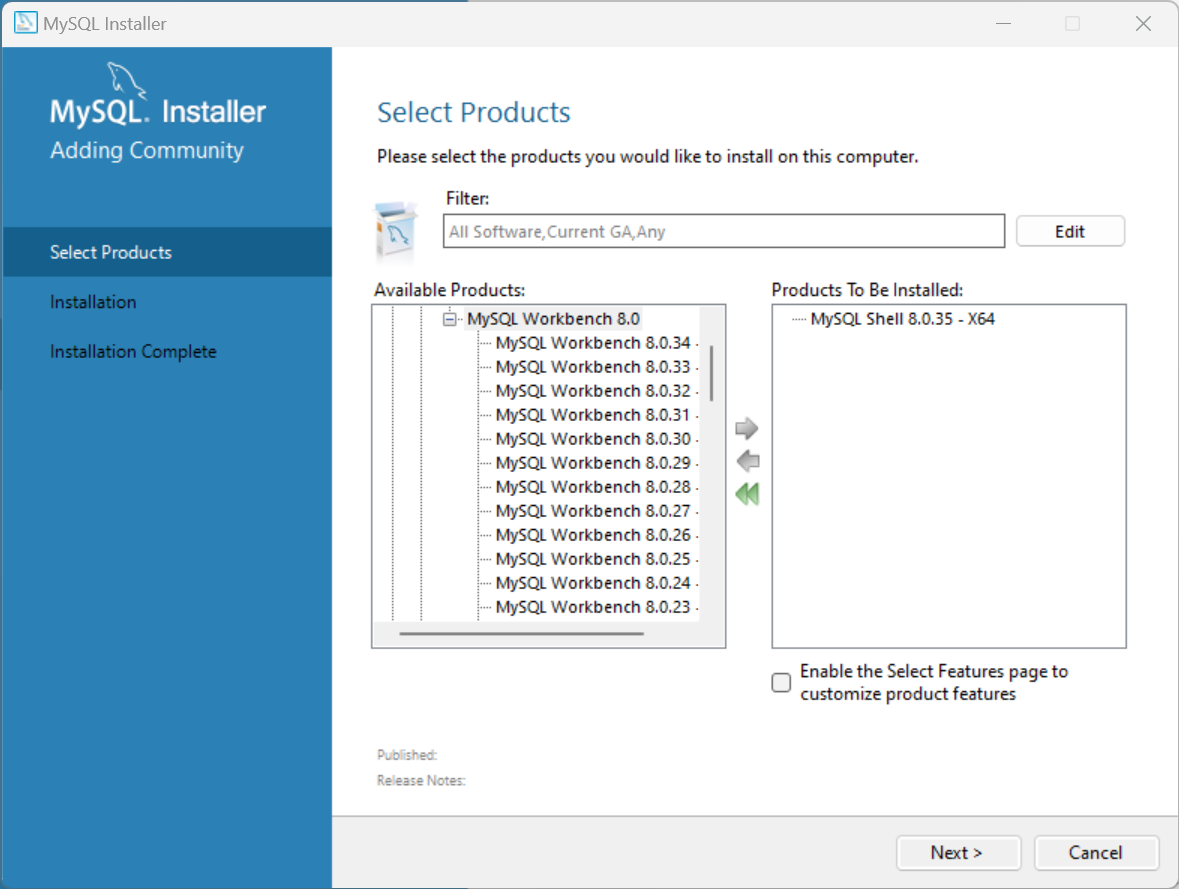 MySQL Installer
MySQL. Installer
Adding Community
Select Products
Installation
Installation Complete
Select Products
Please select the products you would like to install on this computer.
Filter:
All Software,Current GA,Any
Edit
Available Products:
MySQL Workbench 8.0
MySQL Workbench 8.0.34 -
MySQL Workbench 8.0.33 -
MySQL Workbench 8.0.32 -
MySQL Workbench 8.0.31 -
MySQL Workbench 8.0.30 -
MySQL Workbench 8.0.29 -
MySQL Workbench 8.0.28 -
MySQL Workbench 8.0.27 -
MySQL Workbench 8.0.26 -
MySQL Workbench 8.0.25 -
MySQL Workbench 8.0.24 -
MySQL Workbench 8.0.23 -
Products To Be Installed:
MySQL Shell 8.0.35 - X64
Enable the Select Features page to
customize product features
Published:
Release Notes:
Next >
Cancel